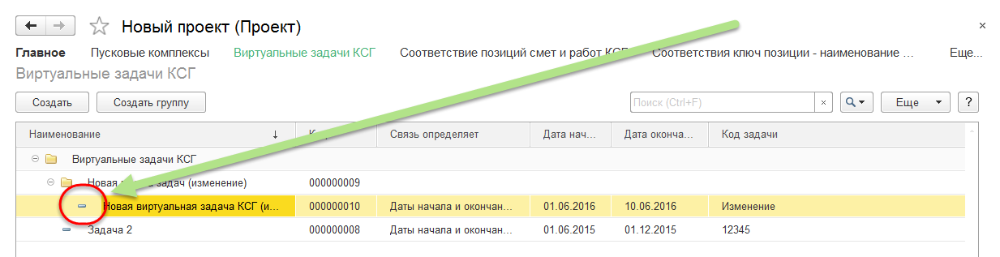 Новый проект (Проект)
Главное Пусковые комплексы Виртуальные задачи КСГ Соответствие позиций смет и работ Соответствия ключ позиции - наименование ... Еще...
Виртуальные задачи КСГ
Создать Создать группу Поиск (Ctrl+F) × Еще ?
Наименование ↓ Связь определяет Дата нач... Дата оконча... Код задачи
Виртуальные задачи КСГ
Новая задач (изменение) 000000009
Новая виртуальная задача КСГ (и... 000000010 Даты начала и окончан... 01.06.2016 10.06.2016 Изменение
Задача 2 000000008 Даты начала и окончан... 01.06.2015 01.12.2015 12345